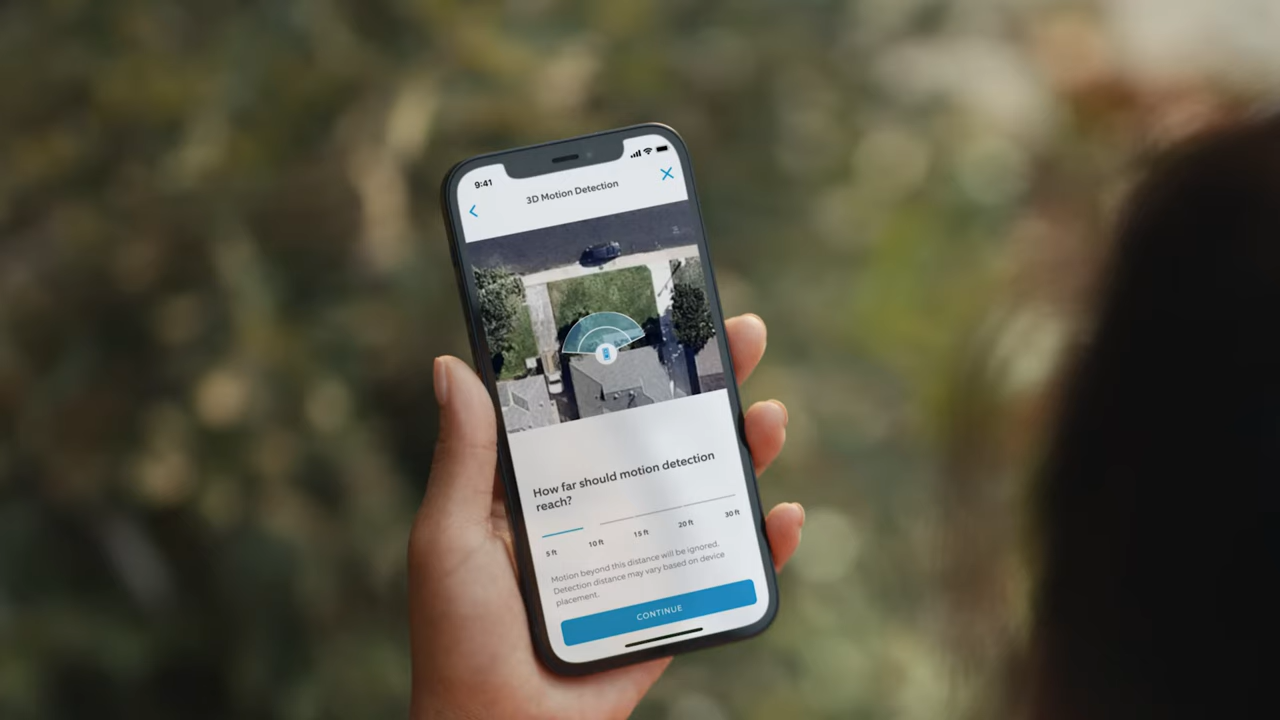 9:41
3D Motion Detection
How far should motion detection
reach?
5 ft 10 ft 15 ft 20 ft 30 ft
Motion beyond this distance will be ignored.
Detection distance may vary based on device
placement.
CONTINUE